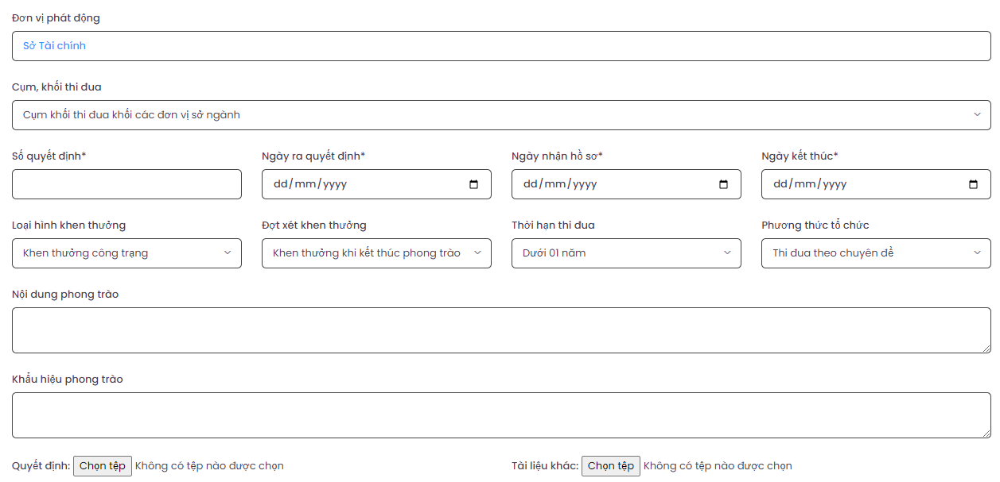 Đơn vị phát động
Sở Tài chính
Cụm, khối thi đua
Cụm khối thi đua khối các đơn vị sở ngành
Số quyết định* Ngày ra quyết định* Ngày nhận hồ sơ* Ngày kết thúc*
dd/mm/yyyy dd/mm/yyyy dd/mm/yyyy
Loại hình khen thưởng Đợt xét khen thưởng Thời hạn thi đua Phương thức tổ chức
Khen thưởng công trạng Khen thưởng khi kết thúc phong trào Dưới 01 năm Thi đua theo chuyên đề
Nội dung phong trào
Khẩu hiệu phong trào
Quyết định: Chọn tệp Không có tệp nào được chọn Tài liệu khác: Chọn tệp Không có tệp nào được chọn